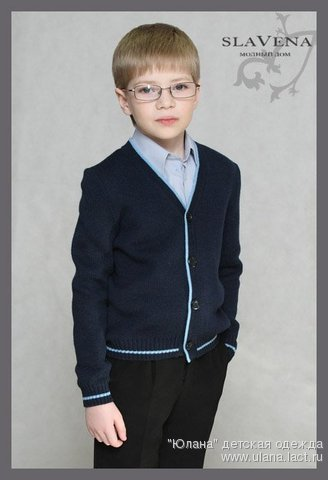 SLAVENA
МОДНЫЙ ДОМ
"Юлана" детская одежда
www.ulana.lact.ru